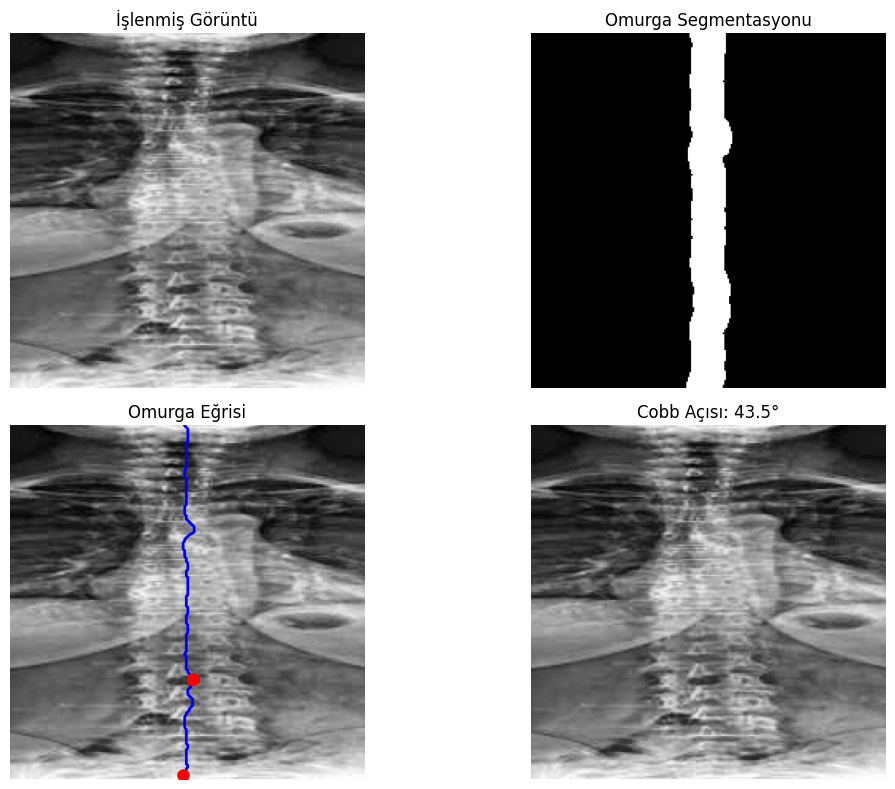 İşlenmiş Görüntü
Omurga Segmentasyonu
Omurga Eğrisi
Cobb Açısı: 43.5°